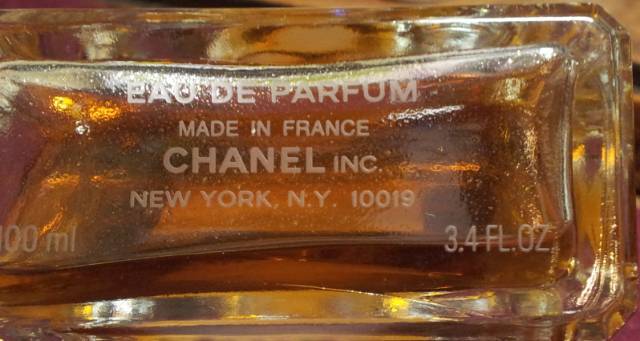 EAU DE PARFUM
MADE IN FRANCE
CHANEL INC.
NEW YORK, N.Y. 10019
100 ml 3.4 FL.OZ.